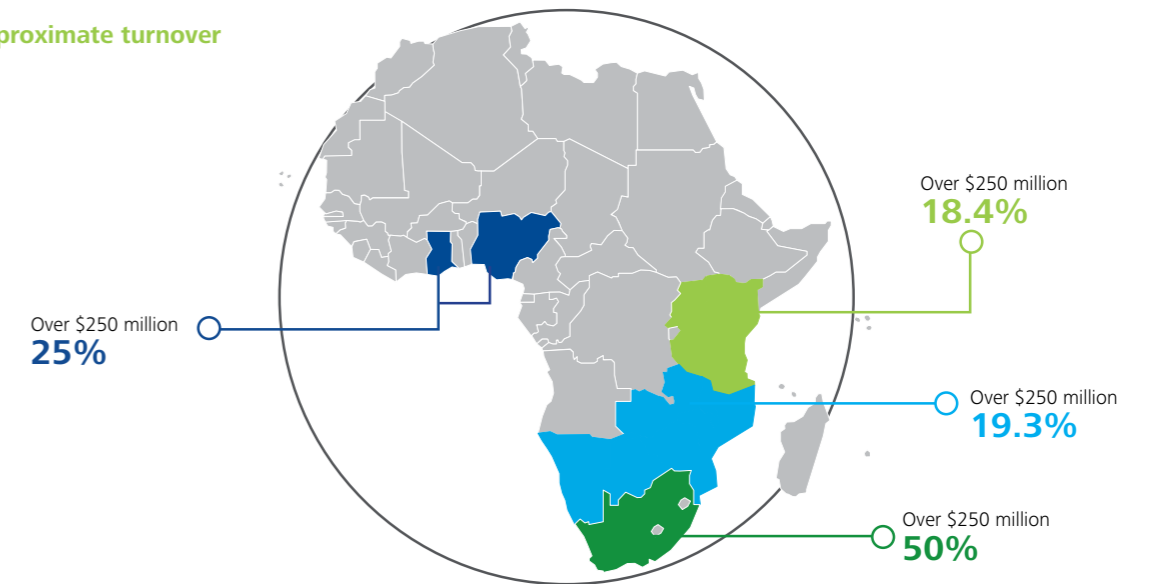 proximate turnover
Over $250 million
18.4%
Over $250 million
25%
Over $250 million
19.3%
Over $250 million
50%